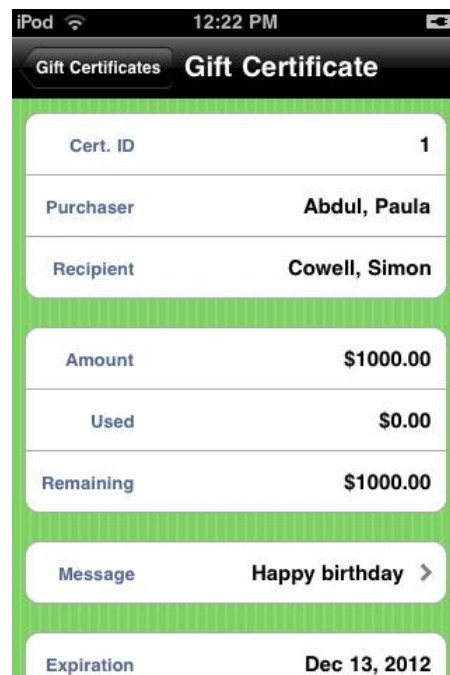 iPod 12:22 PM
Gift Certificates Gift Certificate
Cert. ID 1
Purchaser Abdul, Paula
Recipient Cowell, Simon
Amount $1000.00
Used $0.00
Remaining $1000.00
Message Happy birthday
Expiration Dec 13, 2012